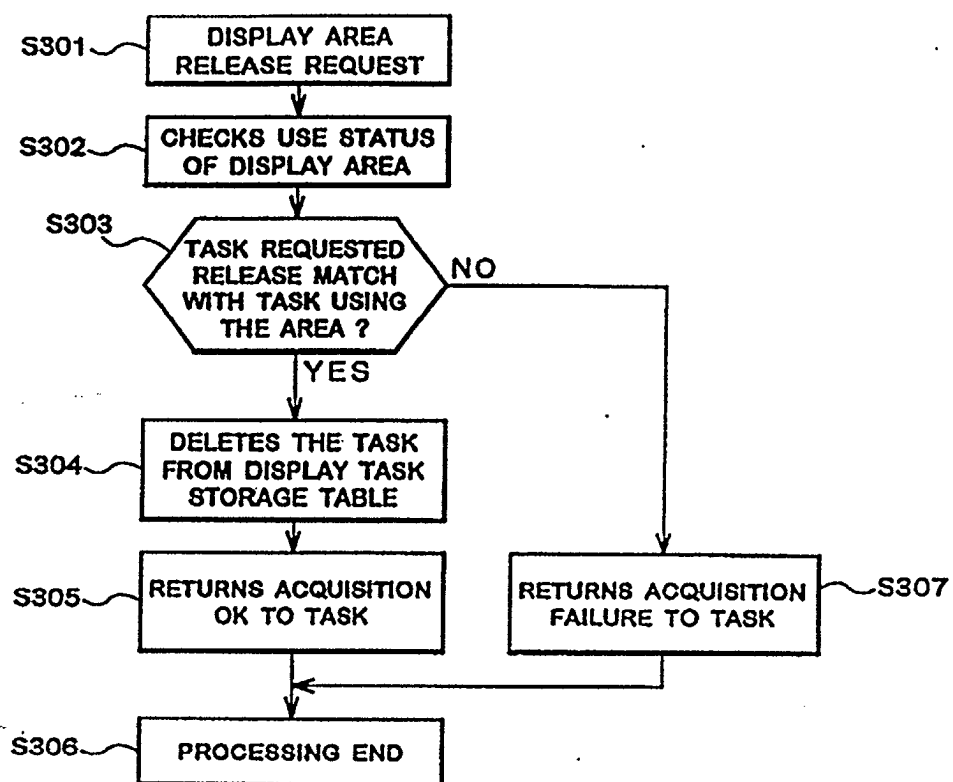 S301
DISPLAY AREA
RELEASE REQUEST
S302
CHECKS USE STATUS
OF DISPLAY AREA
S303
TASK REQUESTED
RELEASE MATCH
WITH TASK USING
THE AREA ?
NO
YES
S304
DELETES THE TASK
FROM DISPLAY TASK
STORAGE TABLE
S305
RETURNS ACQUISITION
OK TO TASK
RETURNS ACQUISITION
FAILURE TO TASK
S307
S306
PROCESSING END